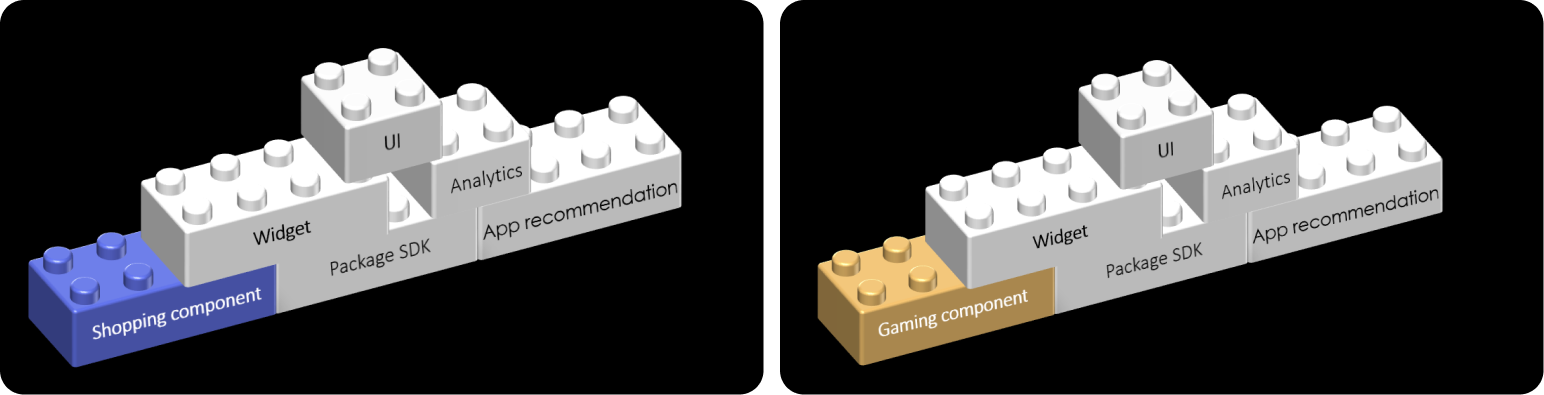 UI
Analytics
App recommendation
Widget
Package SDK
Shopping component
UI
Analytics
App recommendation
Widget
Package SDK
Gaming component